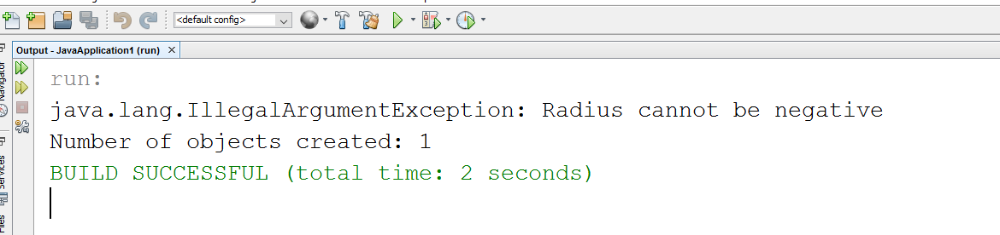 <default config>
Output - JavaApplication1 (run)
run:
java.lang.IllegalArgumentException: Radius cannot be negative
Number of objects created: 1
BUILD SUCCESSFUL (total time: 2 seconds)
Navigator
Services
Files